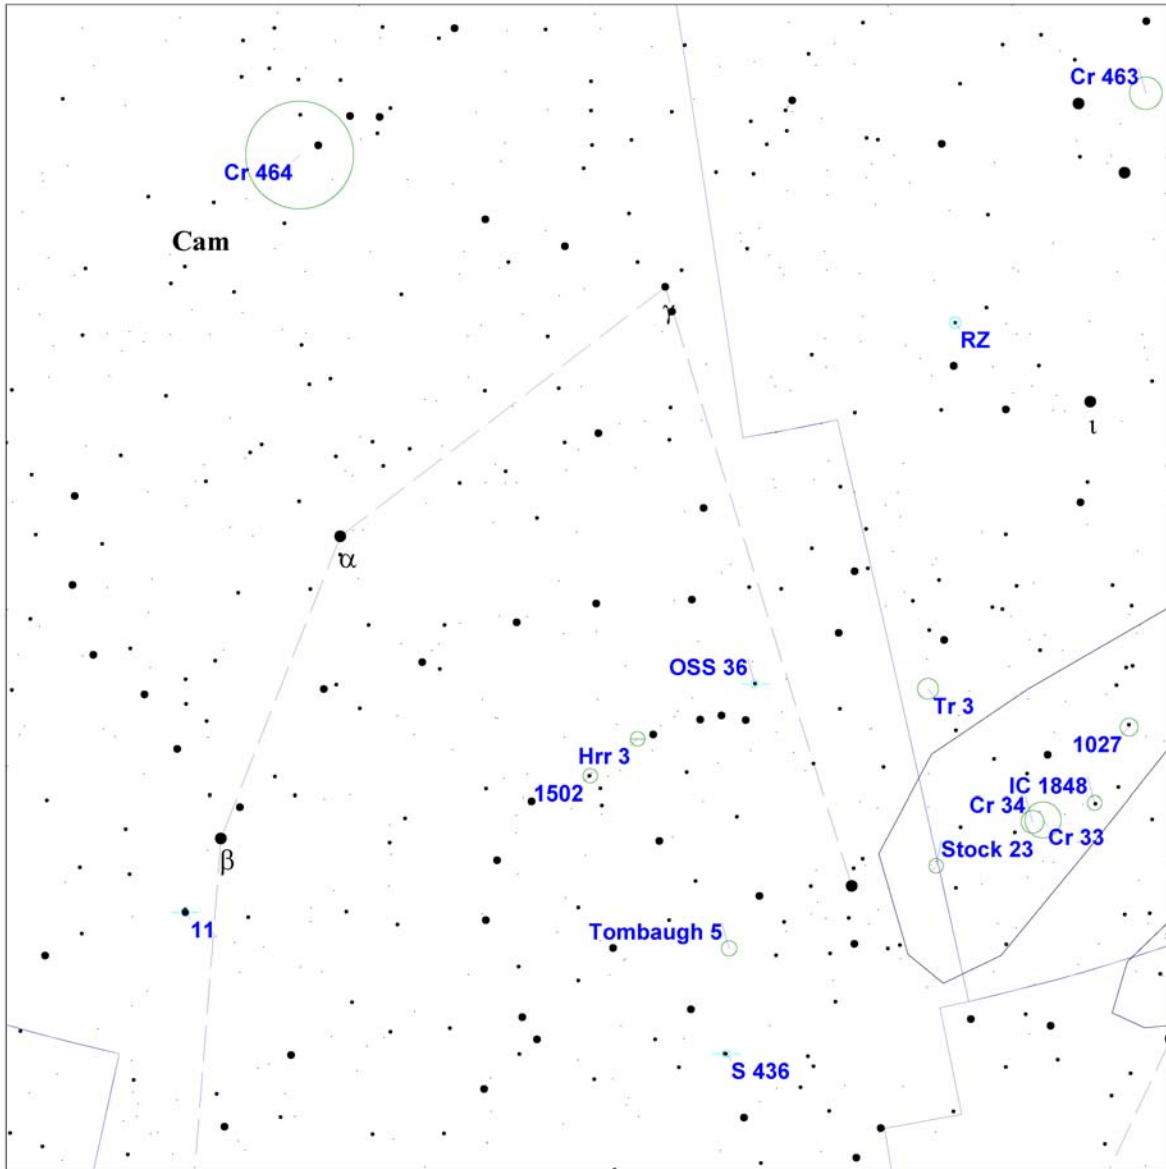 Cr 463
Cr 464
Cam
γ
RZ
ι
α
OSS 36
Tr 3
1027
Hrr 3
IC 1848
1502
Cr 34
Cr 33
Stock 23
β
11
Tombaugh 5
S 436